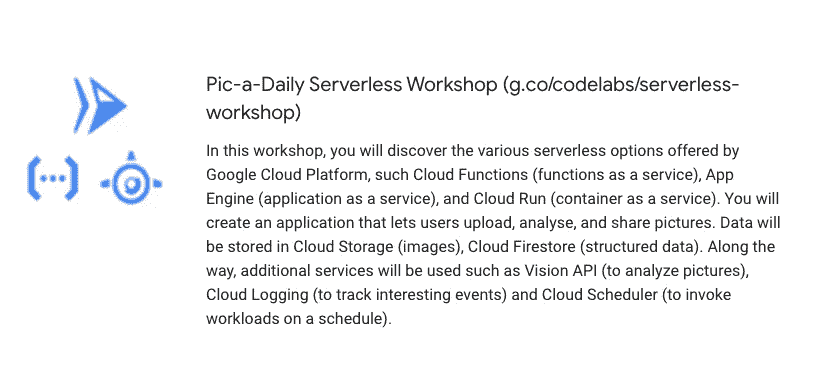 Pic-a-Daily Serverless Workshop (g.co/codelabs/serverless-
workshop)
In this workshop, you will discover the various serverless options offered by
Google Cloud Platform, such Cloud Functions (functions as a service), App
Engine (application as a service), and Cloud Run (container as a service). You will
create an application that lets users upload, analyse, and share pictures. Data will
be stored in Cloud Storage (images), Cloud Firestore (structured data). Along the
way, additional services will be used such as Vision API (to analyze pictures),
Cloud Logging (to track interesting events) and Cloud Scheduler (to invoke
workloads on a schedule).